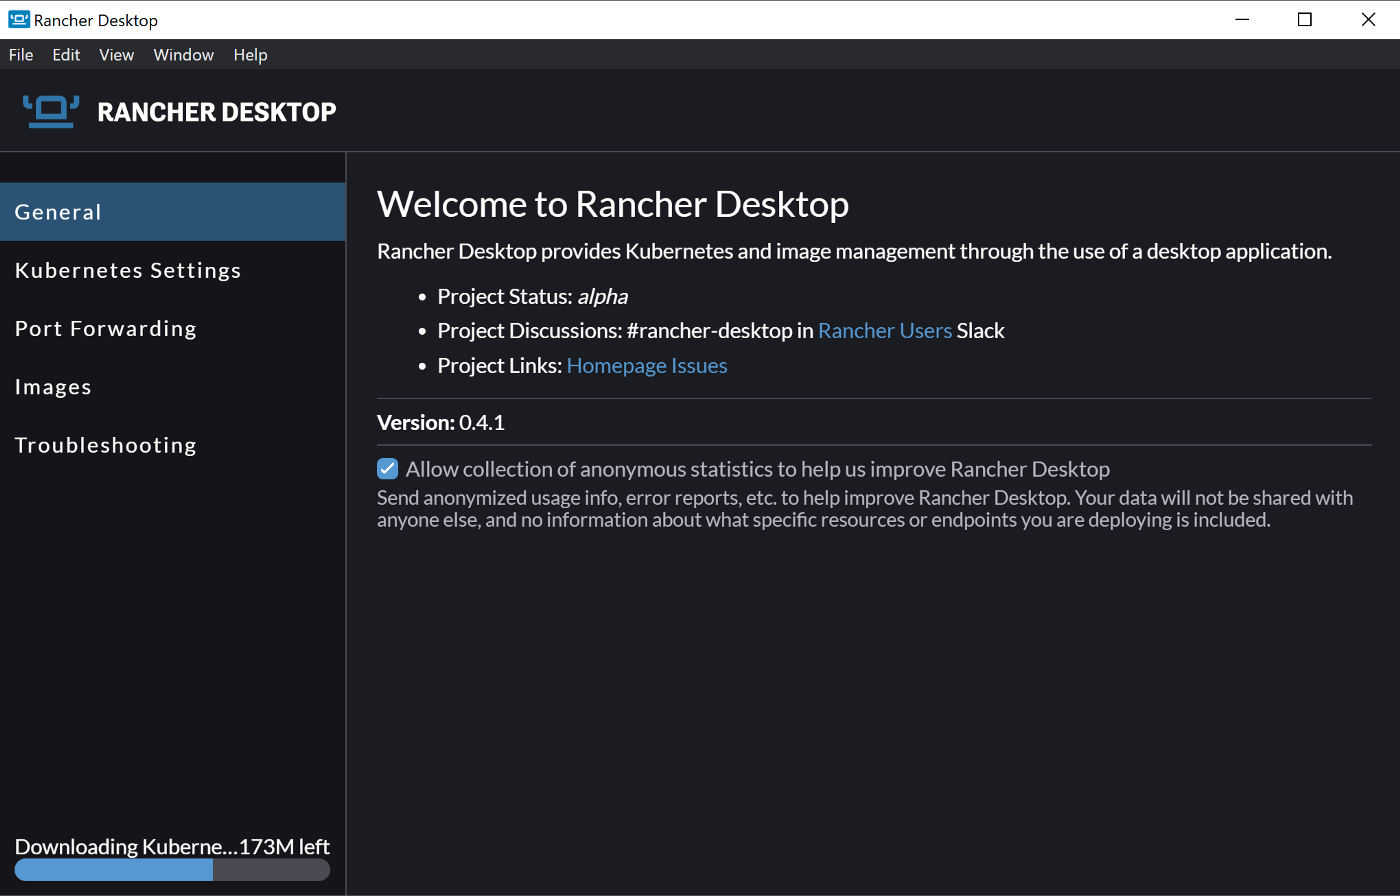 Rancher Desktop
File Edit View Window Help
RANCHER DESKTOP
General
Kubernetes Settings
Port Forwarding
Images
Troubleshooting
Welcome to Rancher Desktop
Rancher Desktop provides Kubernetes and image management through the use of a desktop application.
Project Status: alpha
Project Discussions: #rancher-desktop in Rancher Users Slack
Project Links: Homepage Issues
Version: 0.4.1
Allow collection of anonymous statistics to help us improve Rancher Desktop
Send anonymized usage info, error reports, etc. to help improve Rancher Desktop. Your data will not be shared with
anyone else, and no information about what specific resources or endpoints you are deploying is included.
Downloading Kuberne...173M left